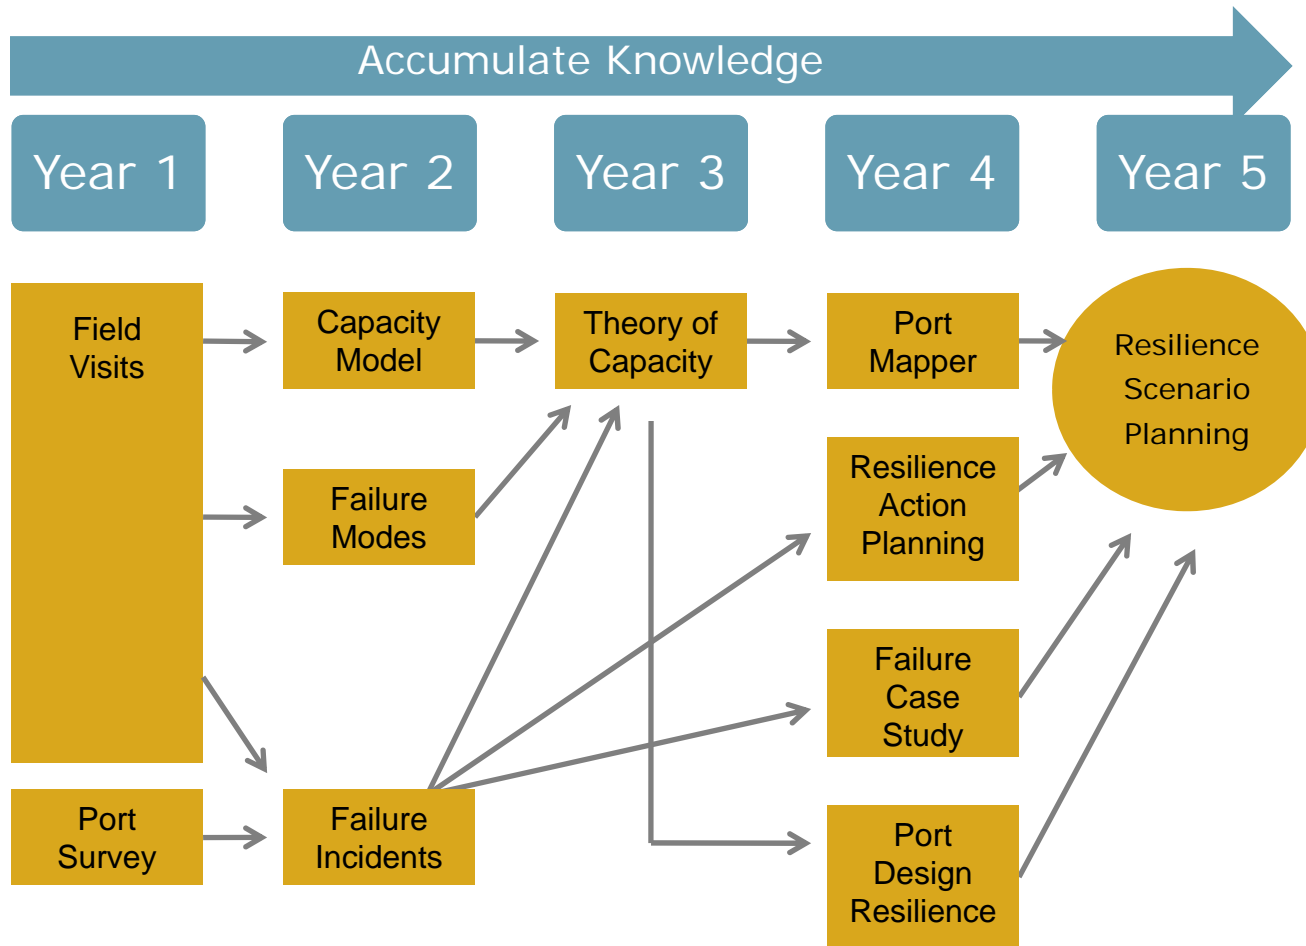 Accumulate Knowledge
Year 1
Year 2
Year 3
Year 4
Year 5
Field
Visits
Capacity
Model
Theory of
Capacity
Port
Mapper
Resilience
Scenario
Planning
Failure
Modes
Resilience
Action
Planning
Failure
Case
Study
Port
Survey
Failure
Incidents
Port
Design
Resilience